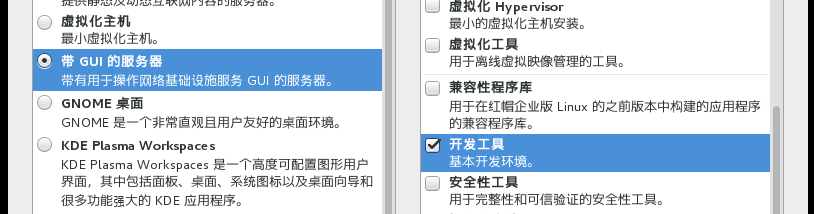 提供静态及动态互联网内容的服务器。
虚拟化主机
最小虚拟化主机。
带 GUI 的服务器
带有用于操作网络基础设施服务 GUI 的服务器。
GNOME 桌面
GNOME 是一个非常直观且用户友好的桌面环境。
KDE Plasma Workspaces
KDE Plasma Workspaces 是一个高度可配置图形用户
界面，其中包括面板、桌面、系统图标以及桌面向导和
很多功能强大的 KDE 应用程序。
虚拟化 Hypervisor
最小的虚拟化主机安装。
虚拟化工具
用于离线虚拟映像管理的工具。
兼容性程序库
用于在红帽企业版 Linux 的之前版本中构建的应用程序
的兼容程序库。
开发工具
基本开发环境。
安全性工具
用于完整性和可信验证的安全性工具。